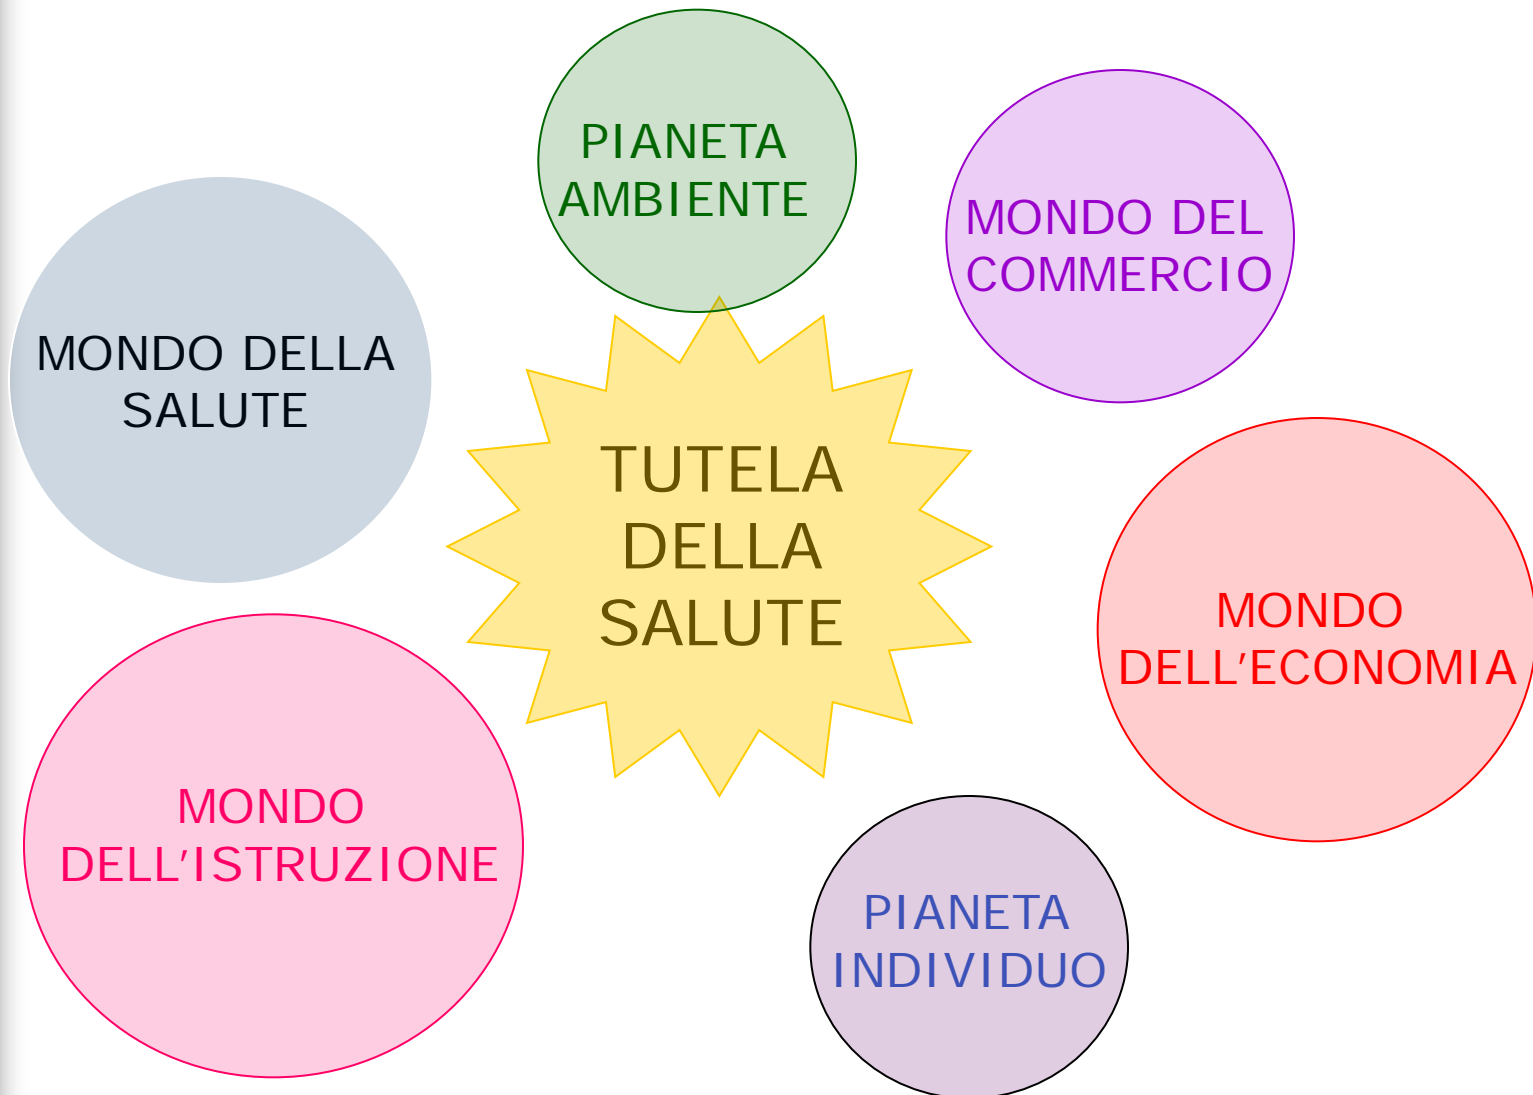 PIANETA
AMBIENTE
MONDO DEL
COMMERCIO
MONDO DELLA
SALUTE
TUTELA
DELLA
SALUTE
MONDO
DELL’ECONOMIA
MONDO
DELL’ISTRUZIONE
PIANETA
INDIVIDUO